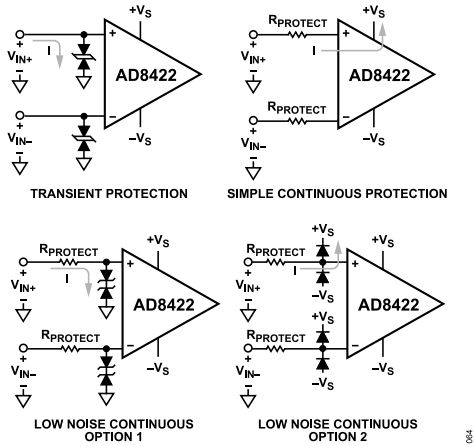 +VS
RPROTECT
I
+
VIN+
+
–
AD8422
+
VIN–
–
–
–VS
TRANSIENT PROTECTION
+VS
RPROTECT
I
+
VIN+
+
–
AD8422
RPROTECT
+
VIN–
–
–
–VS
SIMPLE CONTINUOUS PROTECTION
+VS
RPROTECT
I
+
VIN+
+
–
AD8422
RPROTECT
+
VIN–
–
–
–VS
LOW NOISE CONTINUOUS
OPTION 1
+VS
+VS
RPROTECT
I
+
VIN+
+
–
–VS
AD8422
+VS
RPROTECT
+
VIN–
–
–
–VS
–VS
LOW NOISE CONTINUOUS
OPTION 2
064